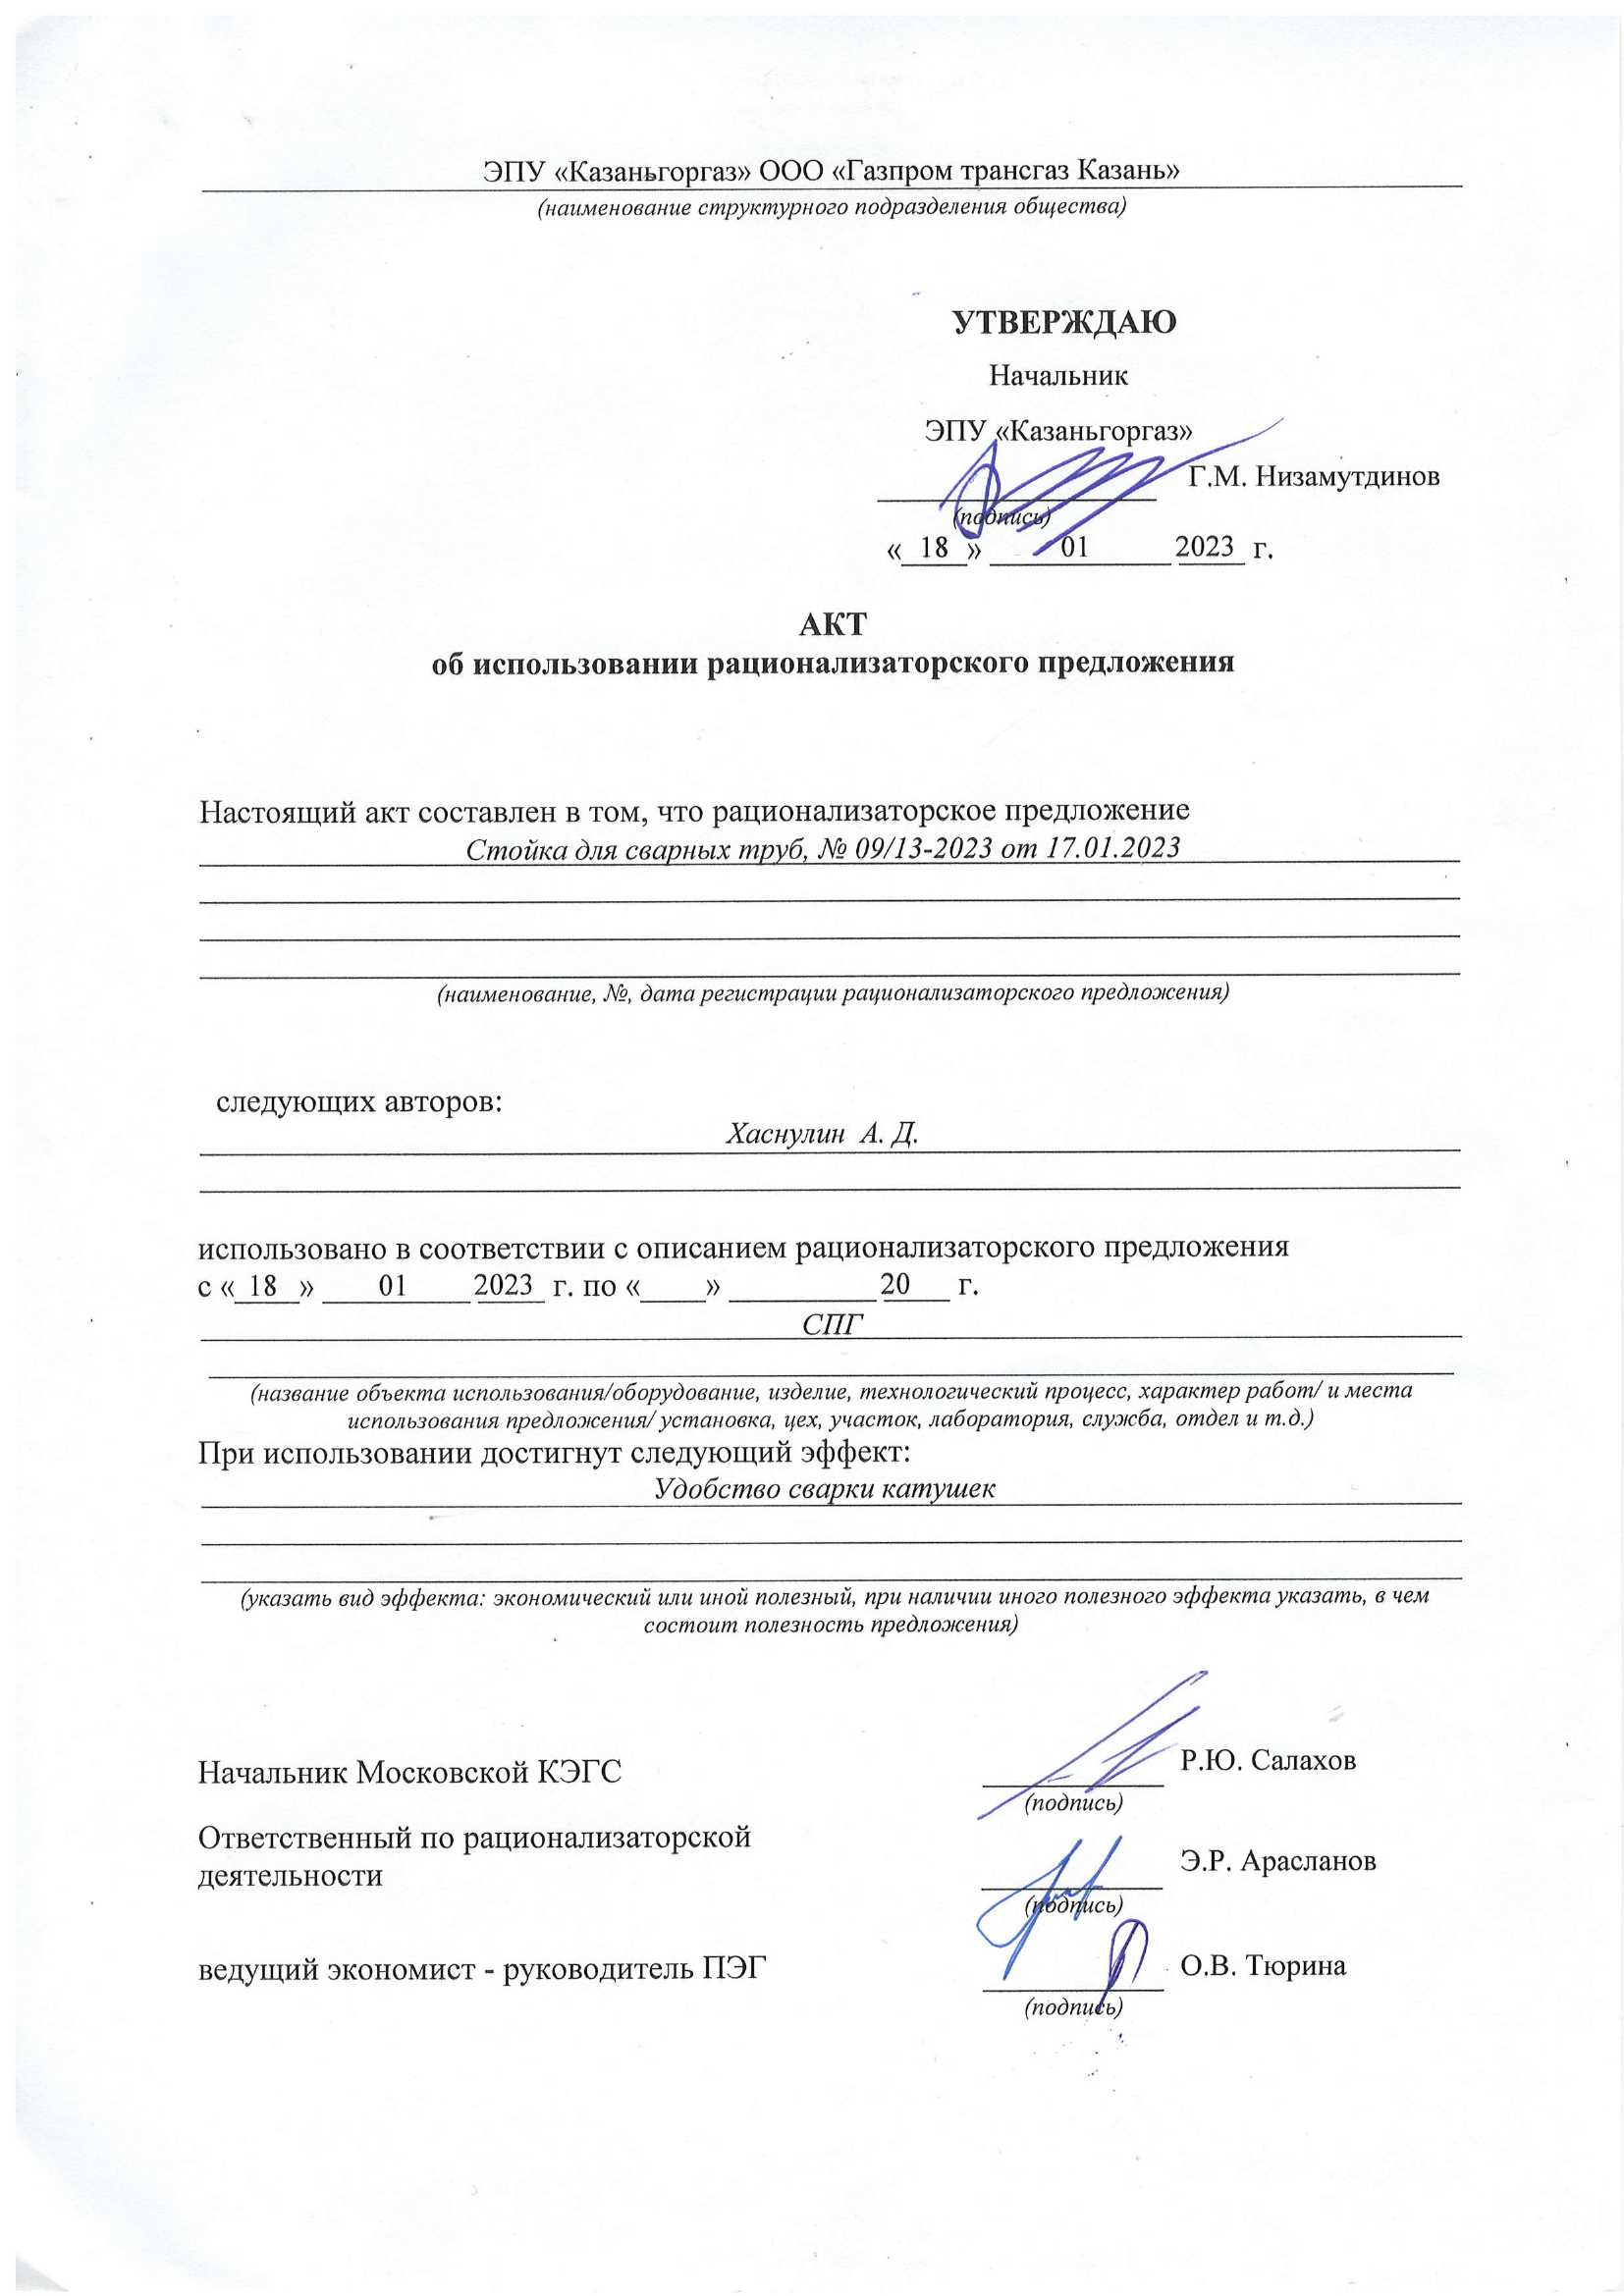 ЭПУ «Казаньгоргаз» ООО «Газпром трансгаз Казань»
(наименование структурного подразделения общества)
УТВЕРЖДАЮ
Начальник
ЭПУ «Казаньгоргаз»
Г.М. Низамутдинов
(подпись)
« 18 » 01 2023 г.
АКТ
об использовании рационализаторского предложения
Настоящий акт составлен в том, что рационализаторское предложение
Стойка для сварных труб, № 09/13-2023 от 17.01.2023
(наименование, №, дата регистрации рационализаторского предложения)
следующих авторов:
Хаснулин А. Д.
использовано в соответствии с описанием рационализаторского предложения
с « 18 » 01 2023 г. по «____» __________ 20 г.
СПГ
(название объекта использования/оборудование, изделие, технологический процесс, характер работ/ и места
использования предложения/ установка, цех, участок, лаборатория, служба, отдел и т.д.)
При использовании достигнут следующий эффект:
Удобство сварки катушек
(указать вид эффекта: экономический или иной полезный, при наличии иного полезного эффекта указать, в чем
состоит полезность предложения)
Начальник Московской КЭГС
Р.Ю. Салахов
(подпись)
Ответственный по рационализаторской
деятельности
Э.Р. Арасланов
(подпись)
ведущий экономист - руководитель ПЭГ
О.В. Тюрина
(подпись)